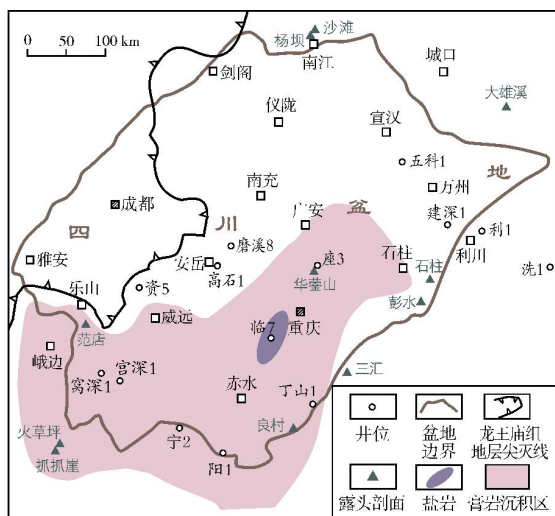 0 50 100 km
沙滩
杨坝
南江
城口
剑阁
大雄溪
仪陇
宣汉
五科1
万州
地
南充
成都
广安
盆
建深1
利1
四
川
磨溪8
利川
雅安
安岳
高石1
座3
石柱
石柱
洗1
华蓥山
资5
乐山
彭水
威远
范店
临7
重庆
峨边
三汇
宫深1
窝深1
赤水
丁山1
良村
火草坪
宁2
抓抓崖
阳1
井位
盆地
边界
龙王庙组
地层尖灭线
露头剖面
盐岩
膏岩沉积区